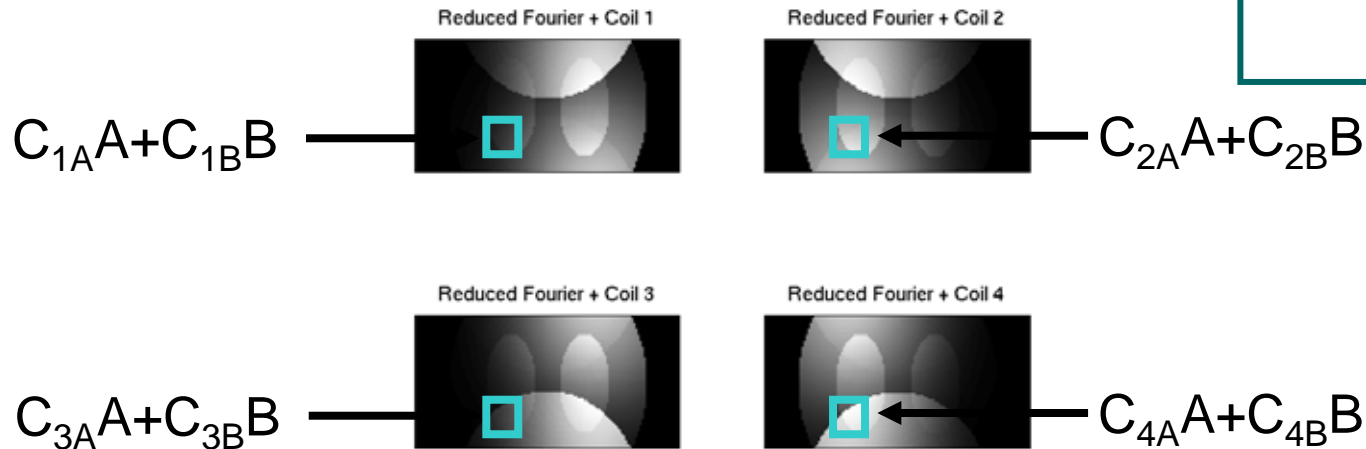 Reduced Fourier + Coil 1
Reduced Fourier + Coil 2
C1AA+C1BB
C2AA+C2BB
Reduced Fourier + Coil 3
Reduced Fourier + Coil 4
C3AA+C3BB
C4AA+C4BB